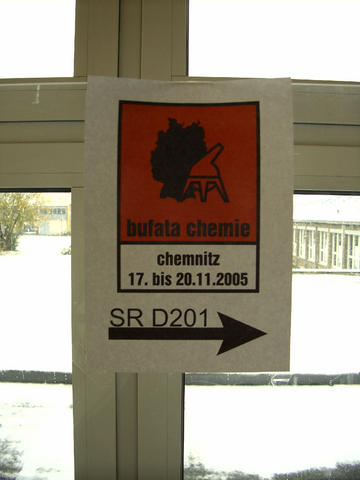 bufata chemie
chemnitz
17. bis 20.11.2005
SR D201